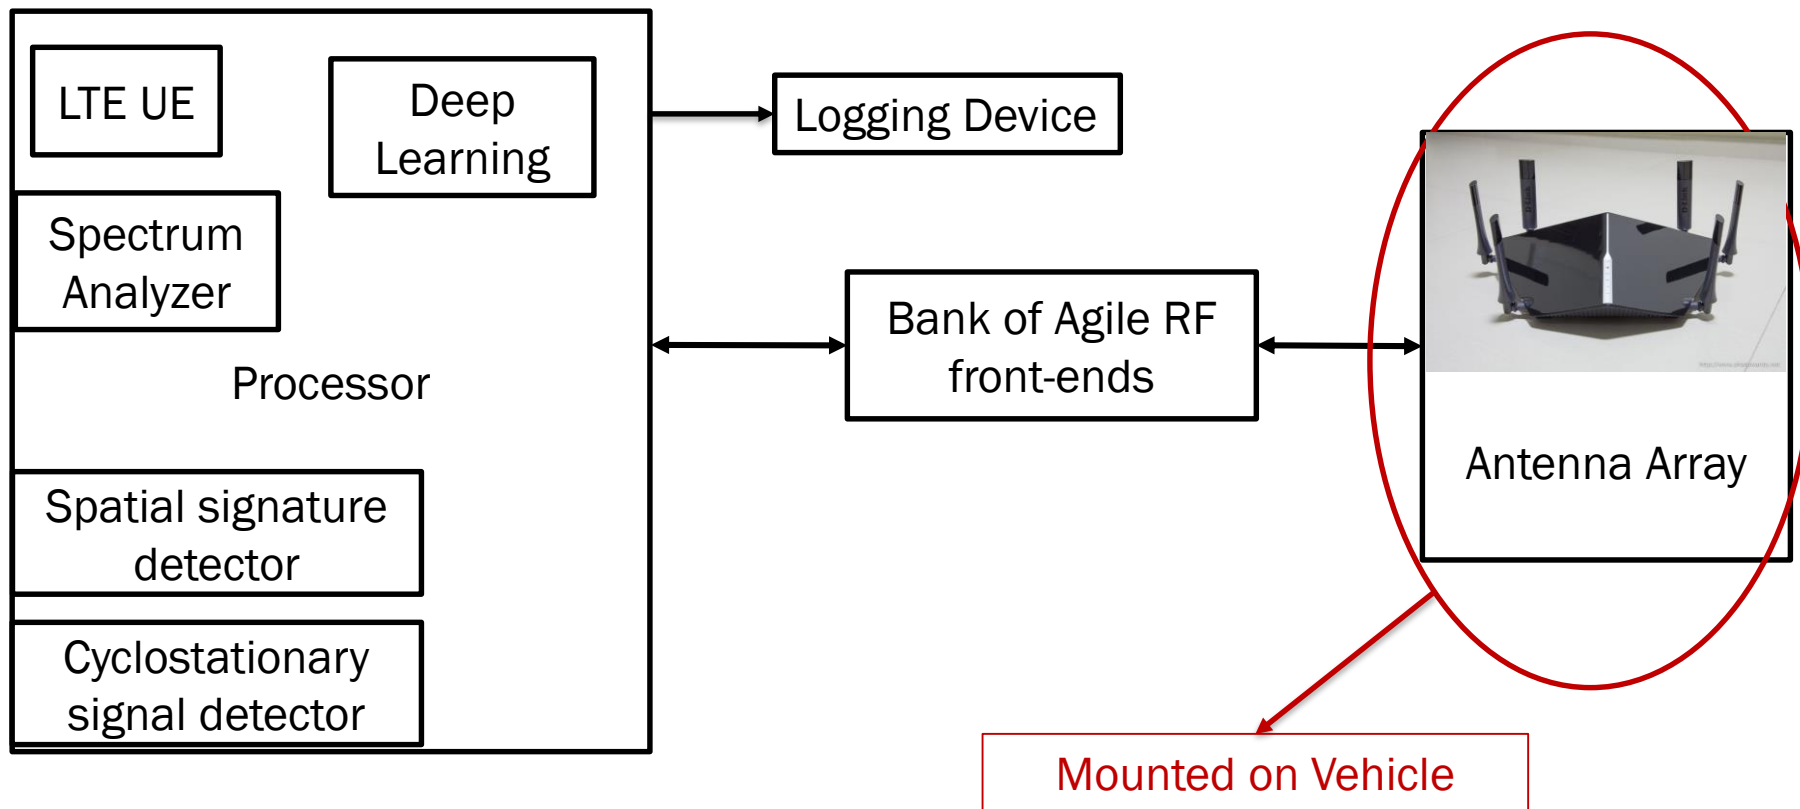 LTE UE
Deep
Learning
Logging Device
Spectrum
Analyzer
Bank of Agile RF
front-ends
Processor
Antenna Array
Spatial signature
detector
Cyclostationary
signal detector
Mounted on Vehicle